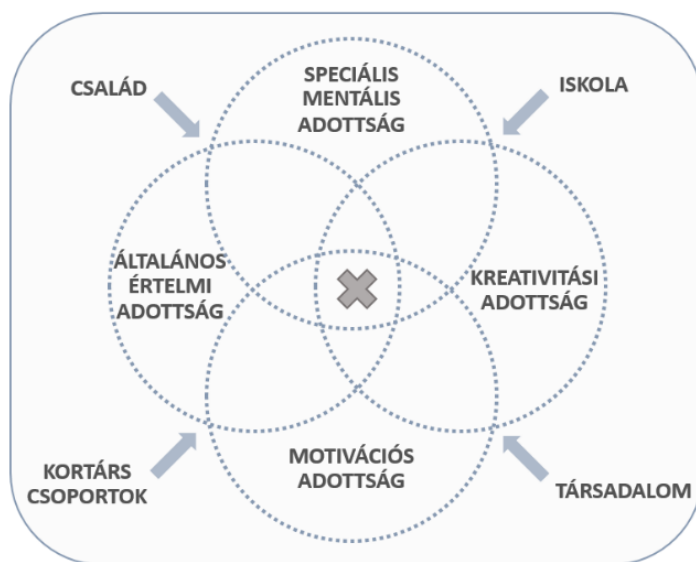 SPECIÁLIS
MENTÁLIS
ADOTTSÁG
CSALÁD
ISKOLA
ÁLTALÁNOS
ÉRTELMI
ADOTTSÁG
KREATIVITÁSI
ADOTTSÁG
MOTIVÁCIÓS
ADOTTSÁG
KORTÁRS
CSOPORTOK
TÁRSADALOM